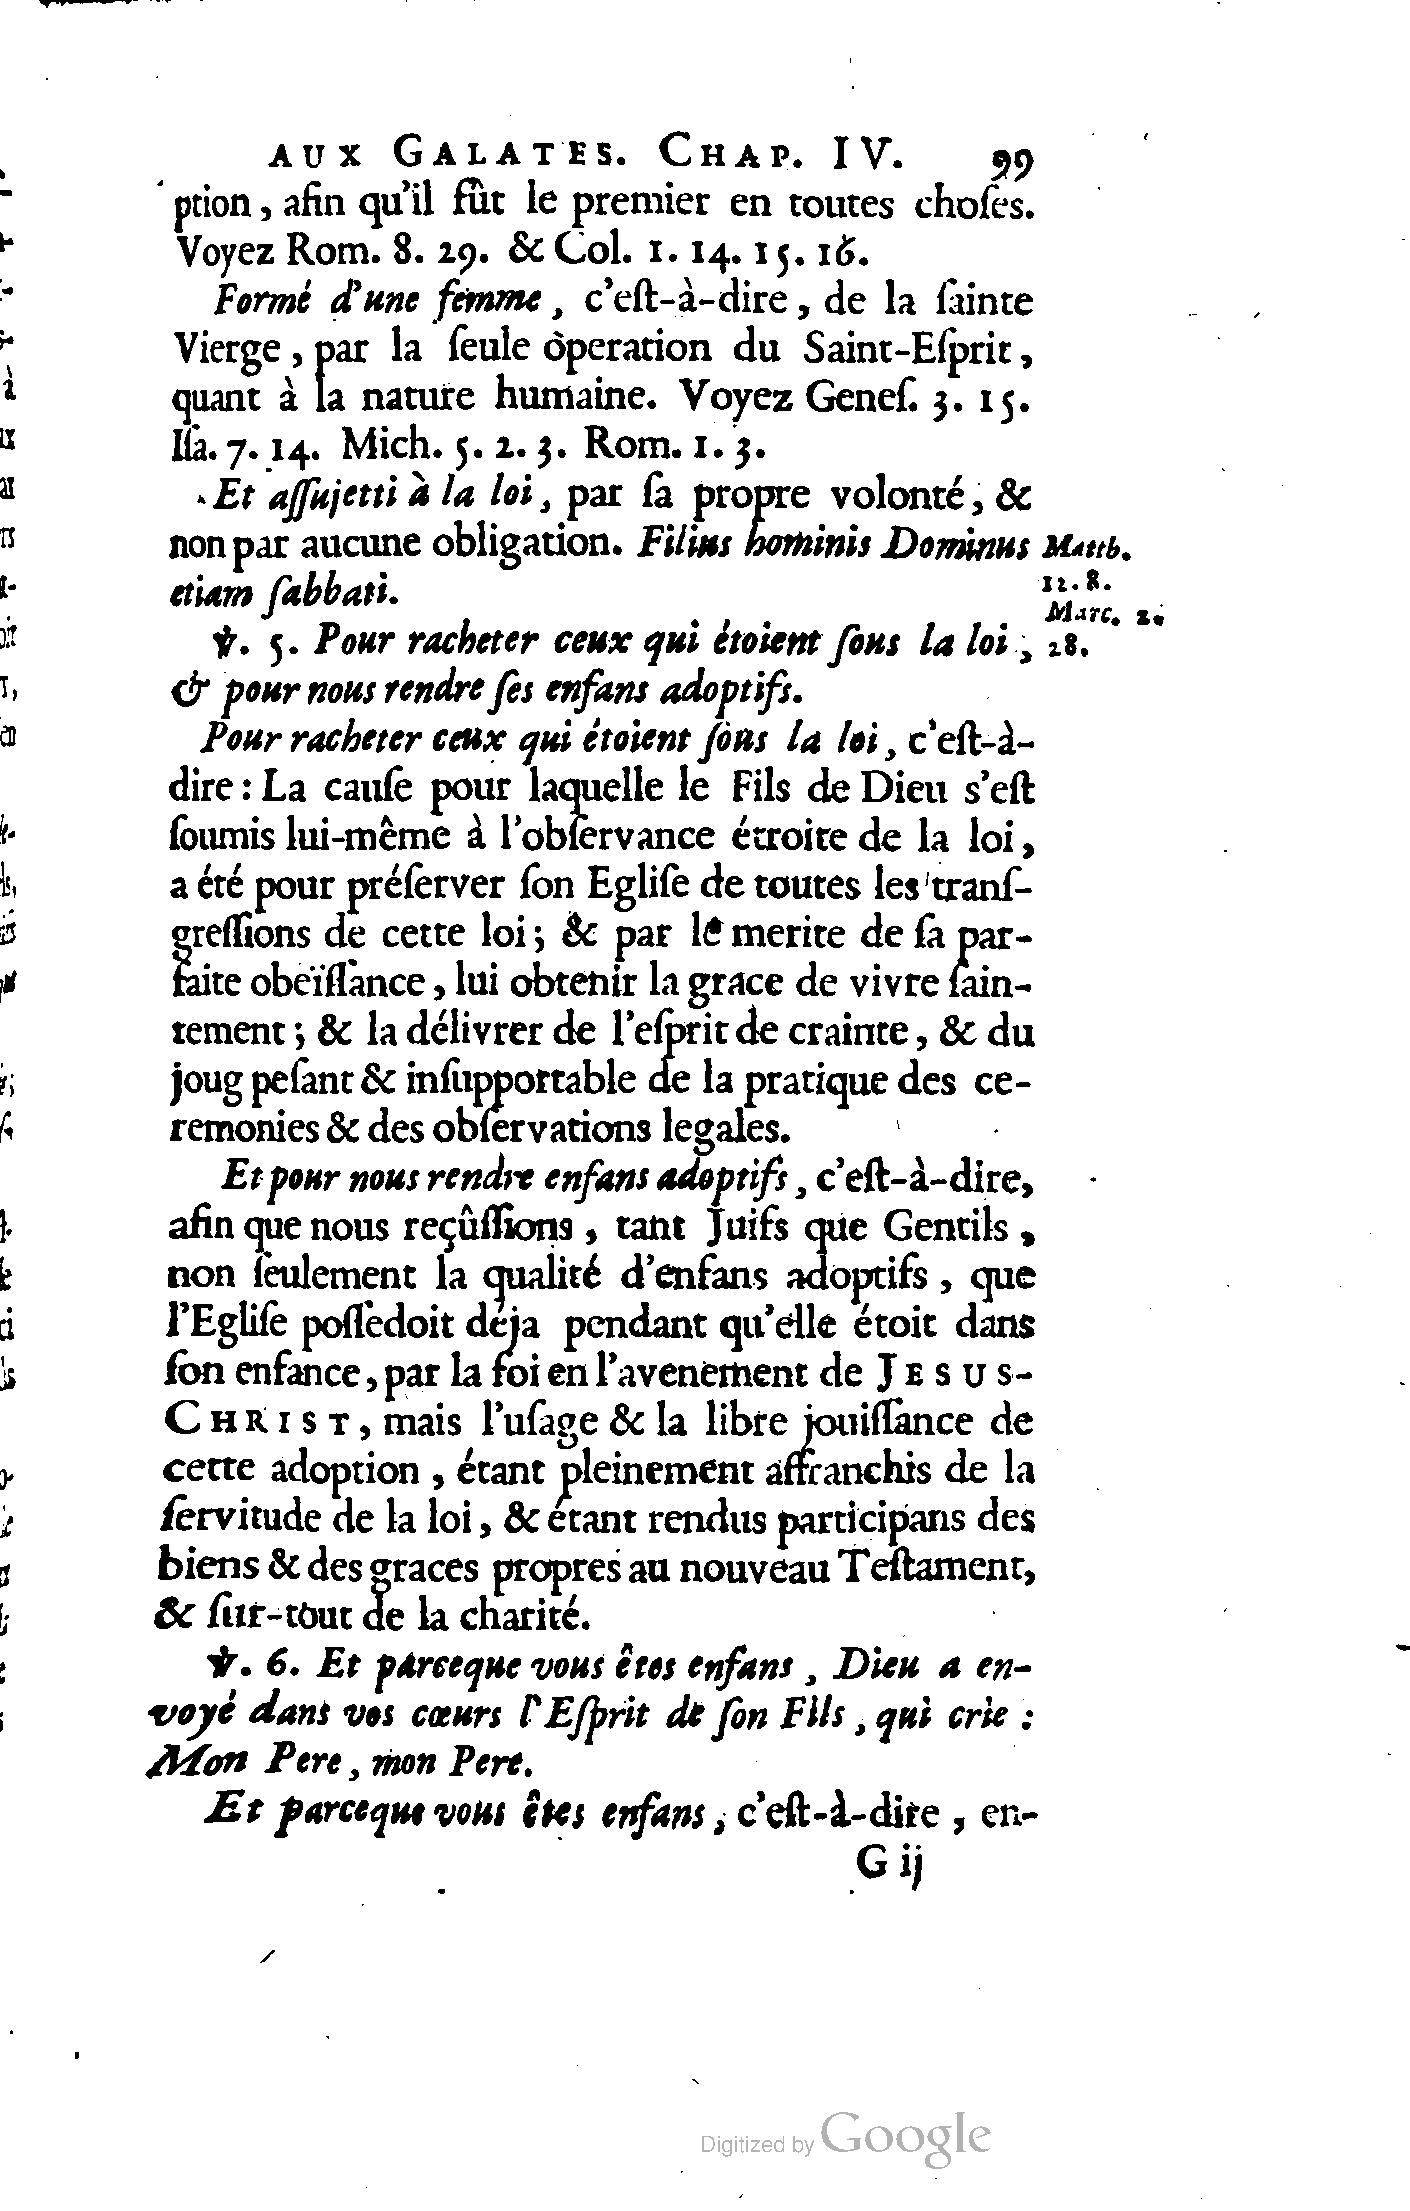 AUX GALATES. CHAP. IV. 99
ption, afin qu'il fût le premier en toutes choſes.
Voyez Rom. 8. 29. & Col. 1. 14. 15. 16.
Formé d'une femme, c'eſt-à-dire, de la ſainte
Vierge, par la ſeule operation du Saint-Eſprit,
quant à la nature humaine. Voyez Geneſ. 3. 15.
Iſa. 7. 14. Mich. 5. 2. 3. Rom. 1. 3.
Et aſſujetti à la loi, par ſa propre volonté, &
non par aucune obligation. Filius hominis Dominus
etiam ſabbati.
Matth.
12. 8.
Marc. 2.
28.
℣. 5. Pour racheter ceux qui étoient ſous la loi,
& pour nous rendre ſes enfans adoptifs.
Pour racheter ceux qui étoient ſous la loi, c'eſt-à-
dire : La cauſe pour laquelle le Fils de Dieu s'eſt
ſoumis lui-même à l'obſervance étroite de la loi,
a été pour préſerver ſon Egliſe de toutes les tranſ-
greſſions de cette loi; & par le merite de ſa par-
faite obeïſſance, lui obtenir la grace de vivre ſain-
tement; & la délivrer de l'eſprit de crainte, & du
joug peſant & inſupportable de la pratique des ce-
remonies & des obſervations legales.
Et pour nous rendre enfans adoptifs, c'eſt-à-dire,
afin que nous reçûſſions, tant Juifs que Gentils,
non ſeulement la qualité d'enfans adoptifs, que
l'Egliſe poſſedoit déja pendant qu'elle étoit dans
ſon enfance, par la foi en l'avenement de JESUS-
CHRIST, mais l'uſage & la libre jouiſſance de
cette adoption, étant pleinement affranchis de la
ſervitude de la loi, & étant rendus participans des
biens & des graces propres au nouveau Teſtament,
& ſur-tout de la charité.
℣. 6. Et parceque vous êtes enfans, Dieu a en-
voyé dans vos cœurs l'Eſprit de ſon Fils, qui crie :
Mon Pere, mon Pere.
Et parceque vous êtes enfans, c'eſt-à-dire, en-
G ij
Digitized by Google